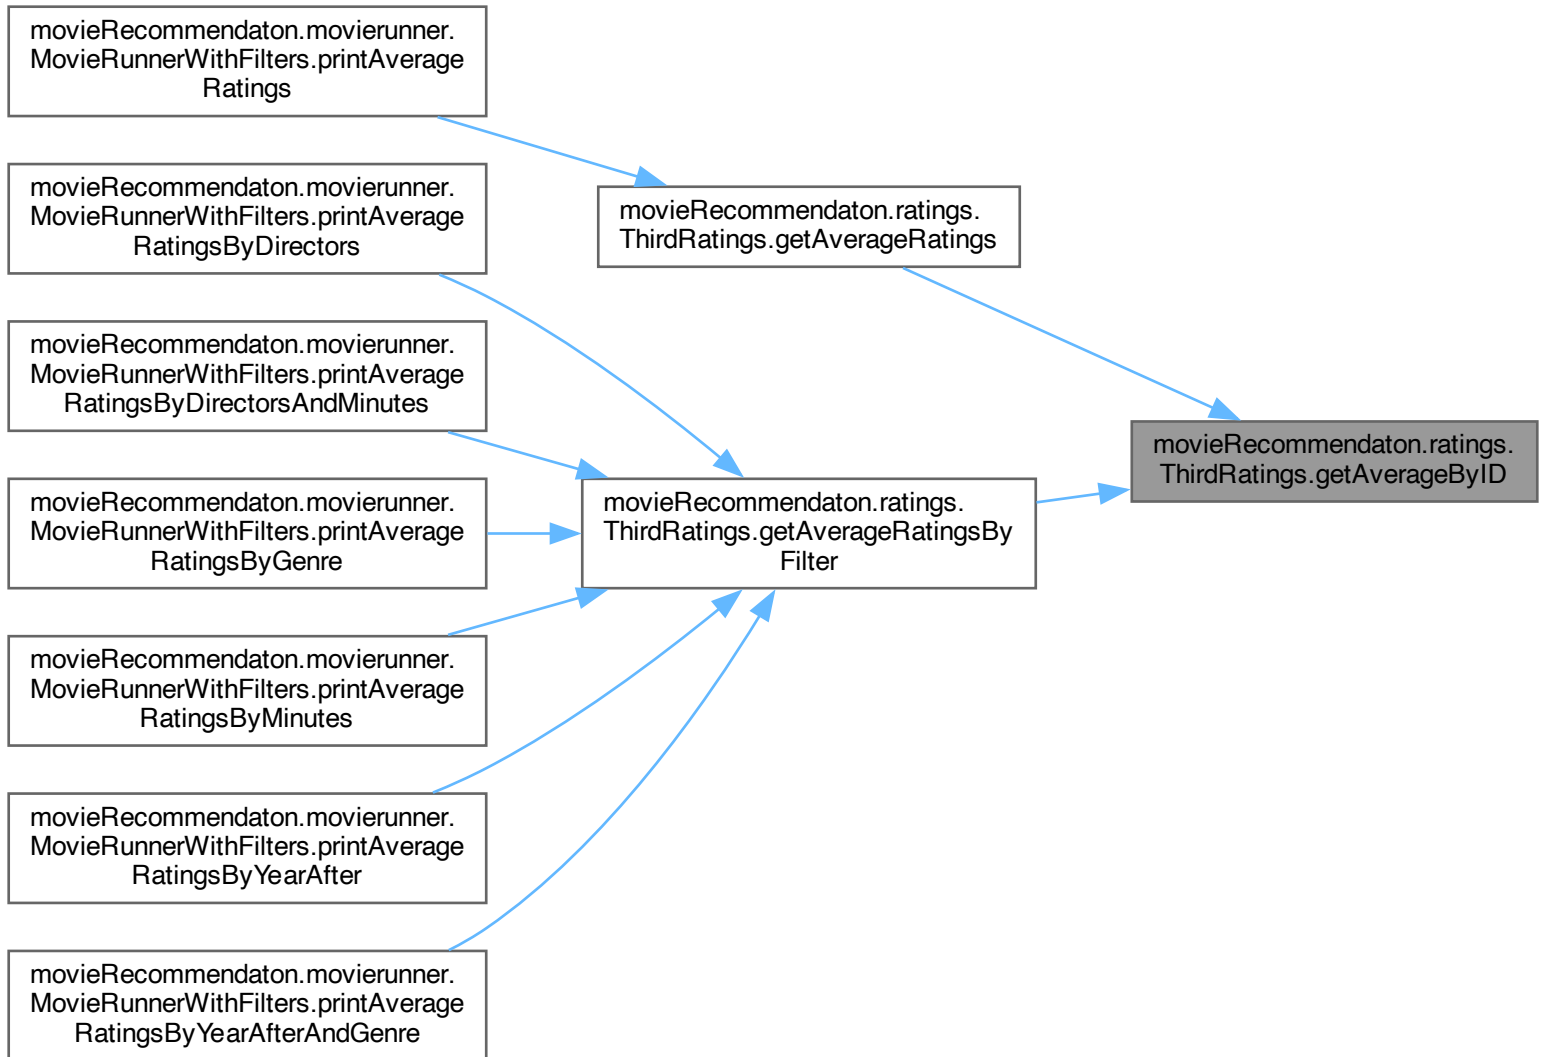 movieRecommendaton.movierunner.
MovieRunnerWithFilters.printAverage
Ratings
movieRecommendaton.movierunner.
MovieRunnerWithFilters.printAverage
RatingsByDirectors
movieRecommendaton.movierunner.
MovieRunnerWithFilters.printAverage
RatingsByDirectorsAndMinutes
movieRecommendaton.movierunner.
MovieRunnerWithFilters.printAverage
RatingsByGenre
movieRecommendaton.movierunner.
MovieRunnerWithFilters.printAverage
RatingsByMinutes
movieRecommendaton.movierunner.
MovieRunnerWithFilters.printAverage
RatingsByYearAfter
movieRecommendaton.movierunner.
MovieRunnerWithFilters.printAverage
RatingsByYearAfterAndGenre
movieRecommendaton.ratings.
ThirdRatings.getAverageRatings
movieRecommendaton.ratings.
ThirdRatings.getAverageRatingsBy
Filter
movieRecommendaton.ratings.
ThirdRatings.getAverageByID